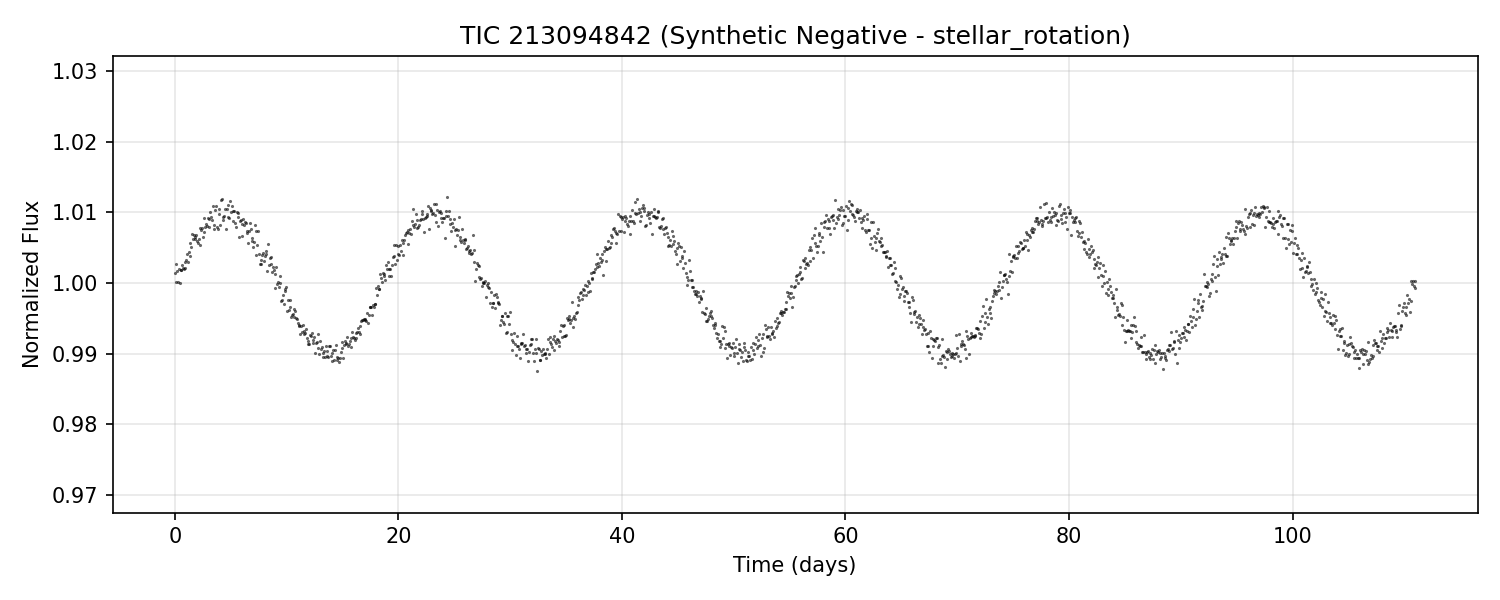 TIC 213094842 (Synthetic Negative - stellar_rotation)
Normalized Flux
1.03
1.02
1.01
1.00
0.99
0.98
0.97
0 20 40 60 80 100
Time (days)